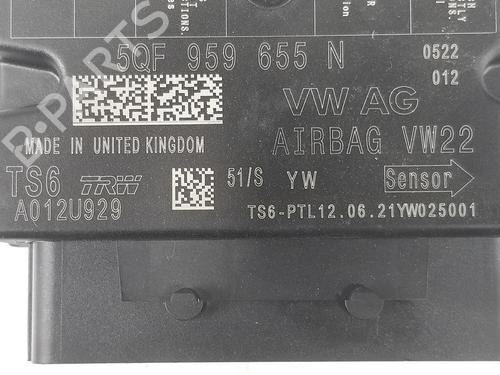 5QF 959 655 N
0522
012
VW AG
MADE IN UNITED KINGDOM
AIRBAG VW22
TS6 TRW
51/S YW
Sensor
A012U929
TS6-PTL12.06.21YW025001
B-PARTS